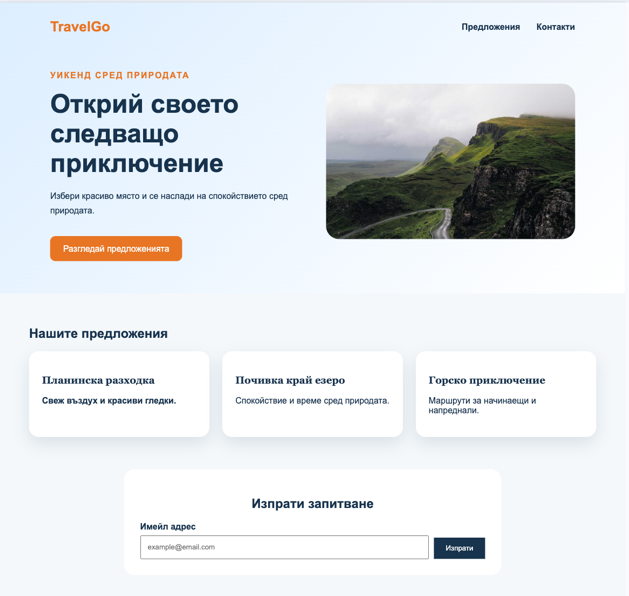 TravelGo
Предложения Контакти
УИКЕНД СРЕД ПРИРОДАТА
Открий своето
следващо
приключение
Избери красиво място и се наслади на спокойствието сред
природата.
Разгледай предложенията
Нашите предложения
Планинска разходка
Свеж въздух и красиви гледки.
Почивка край езеро
Спокойствие и време сред природата.
Горско приключение
Маршрути за начинаещи и
напреднали.
Изпрати запитване
Имейл адрес
example@email.com
Изпрати